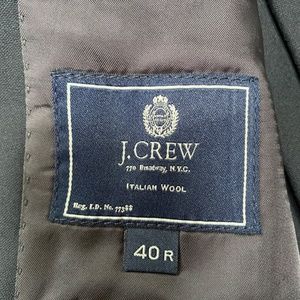 J.CREW
770 Broadway, N.Y.C.
ITALIAN WOOL
Reg. I.D. No. 77388
40 R